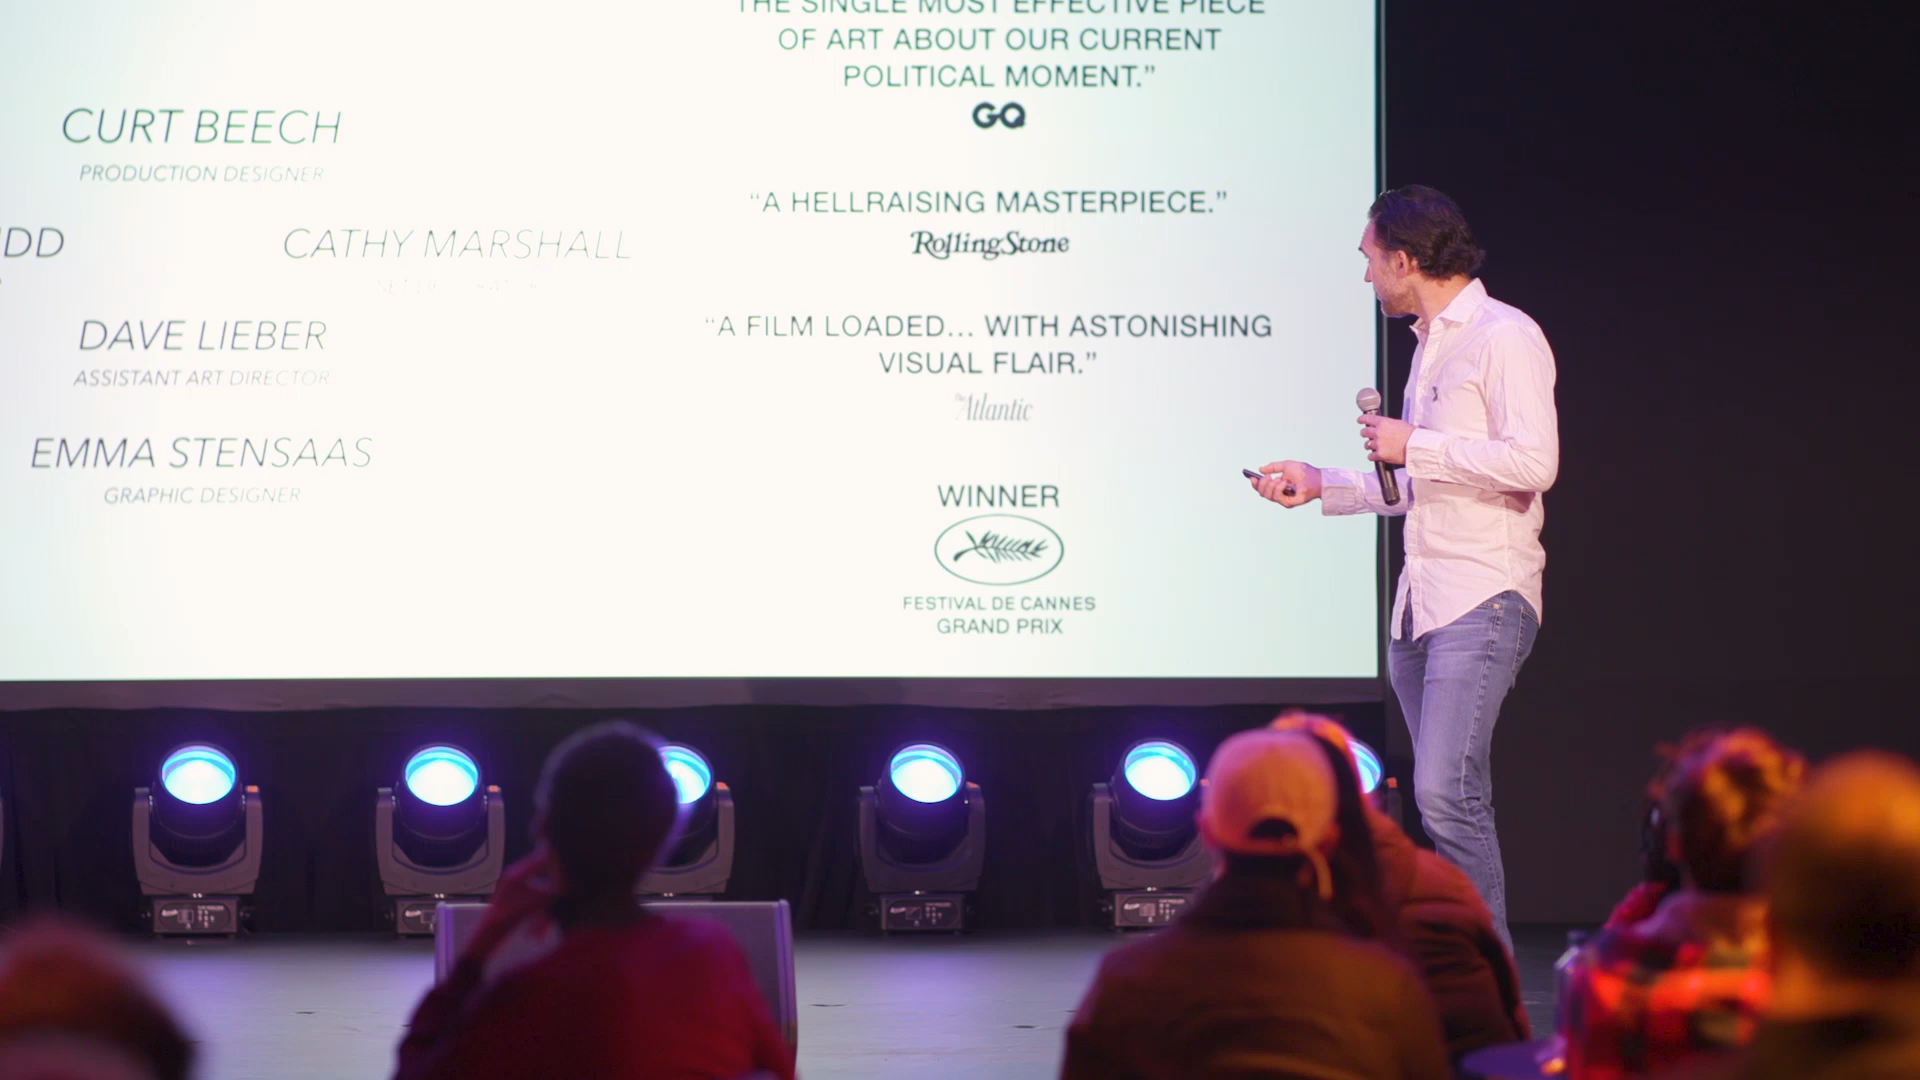 CURT BEECH
PRODUCTION DESIGNER
CATHY MARSHALL
DAVE LIEBER
ASSISTANT ART DIRECTOR
EMMA STENSAAS
GRAPHIC DESIGNER
THE SINGLE MOST EFFECTIVE PIECE
OF ART ABOUT OUR CURRENT
POLITICAL MOMENT.”
GQ
“A HELLRAISING MASTERPIECE.”
RollingStone
“A FILM LOADED... WITH ASTONISHING
VISUAL FLAIR.”
The Atlantic
WINNER
FESTIVAL DE CANNES
GRAND PRIX